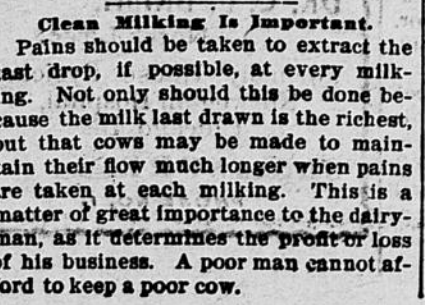 Clean Milking Is Important.
Pains should be taken to extract the
ast drop, if possible, at every milk-
ng. Not only should this be done be-
cause the milk last drawn is the richest,
out that cows may be made to main-
tain their flow much longer when pains
re taken at each milking. This is a
matter of great importance to the dairy-
man, as it determines the profit or loss
of his business. A poor man cannot af-
ord to keep a poor cow.